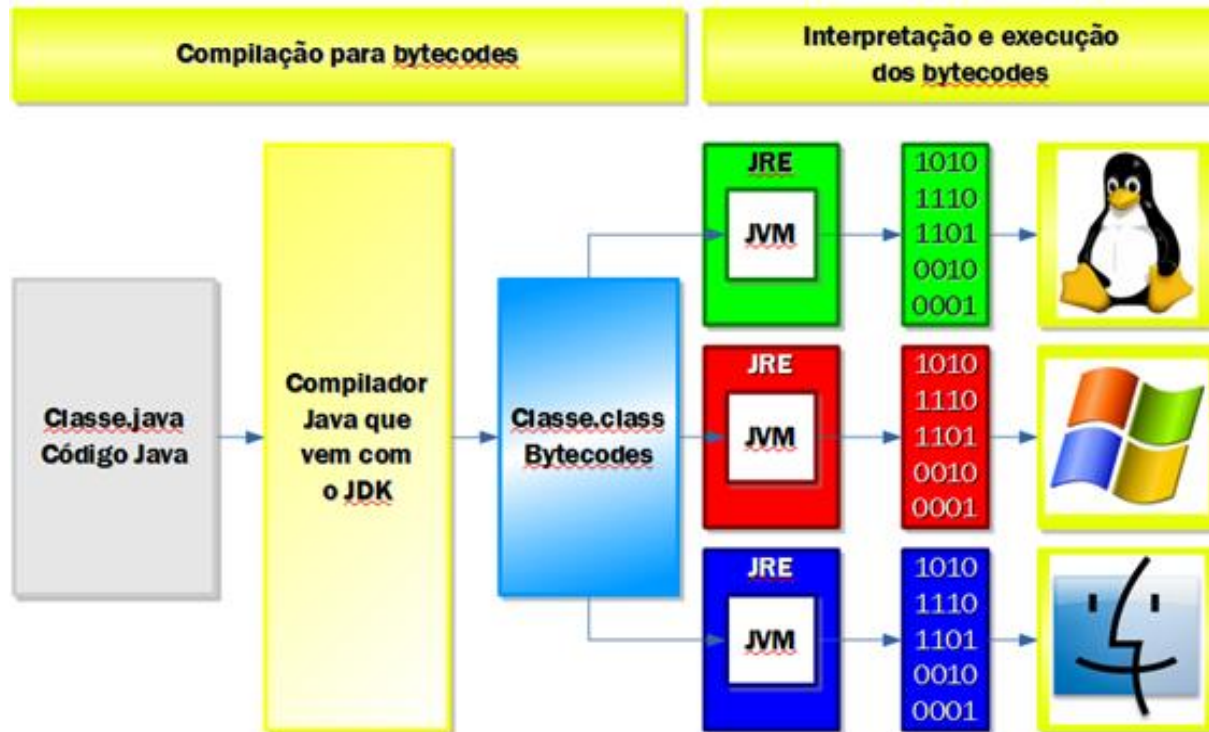 Compilação para bytecodes
Interpretação e execução
dos bytecodes
Classe.java
Código Java
Compilador
Java que
vem com
o JDK
Classe.class
Bytecodes
JRE
JVM
1010
1110
1101
0010
0001
JRE
JVM
1010
1110
1101
0010
0001
JRE
JVM
1010
1110
1101
0010
0001